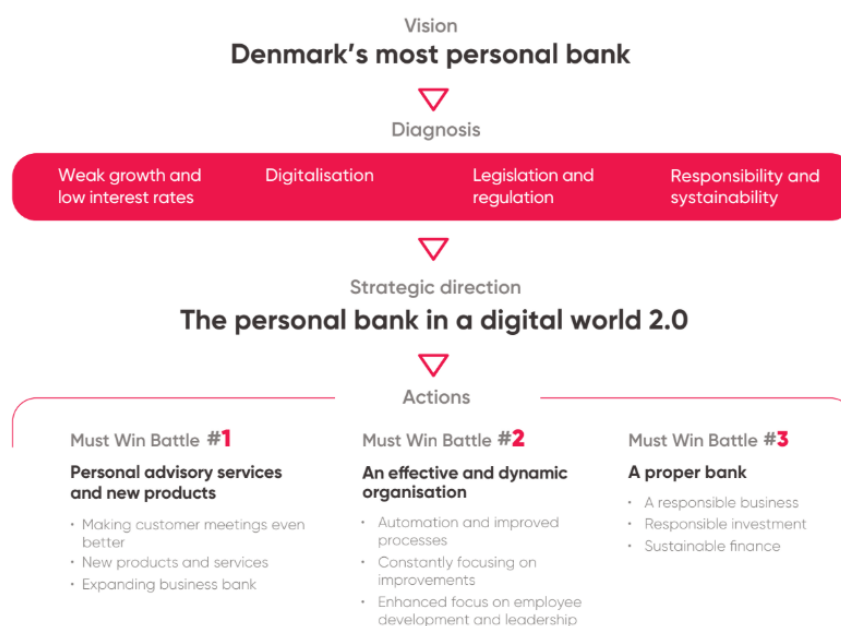 Vision
Denmark's most personal bank
Diagnosis
Weak growth and
low interest rates
Digitalisation
Legislation and
regulation
Responsibility and
systainability
Strategic direction
The personal bank in a digital world 2.0
Actions
Must Win Battle #1
Personal advisory services
and new products
• Making customer meetings even
better
• New products and services
• Expanding business bank
Must Win Battle #2
An effective and dynamic
organisation
• Automation and improved
processes
• Constantly focusing on
improvements
• Enhanced focus on employee
development and leadership
Must Win Battle #3
A proper bank
• A responsible business
• Responsible investment
• Sustainable finance